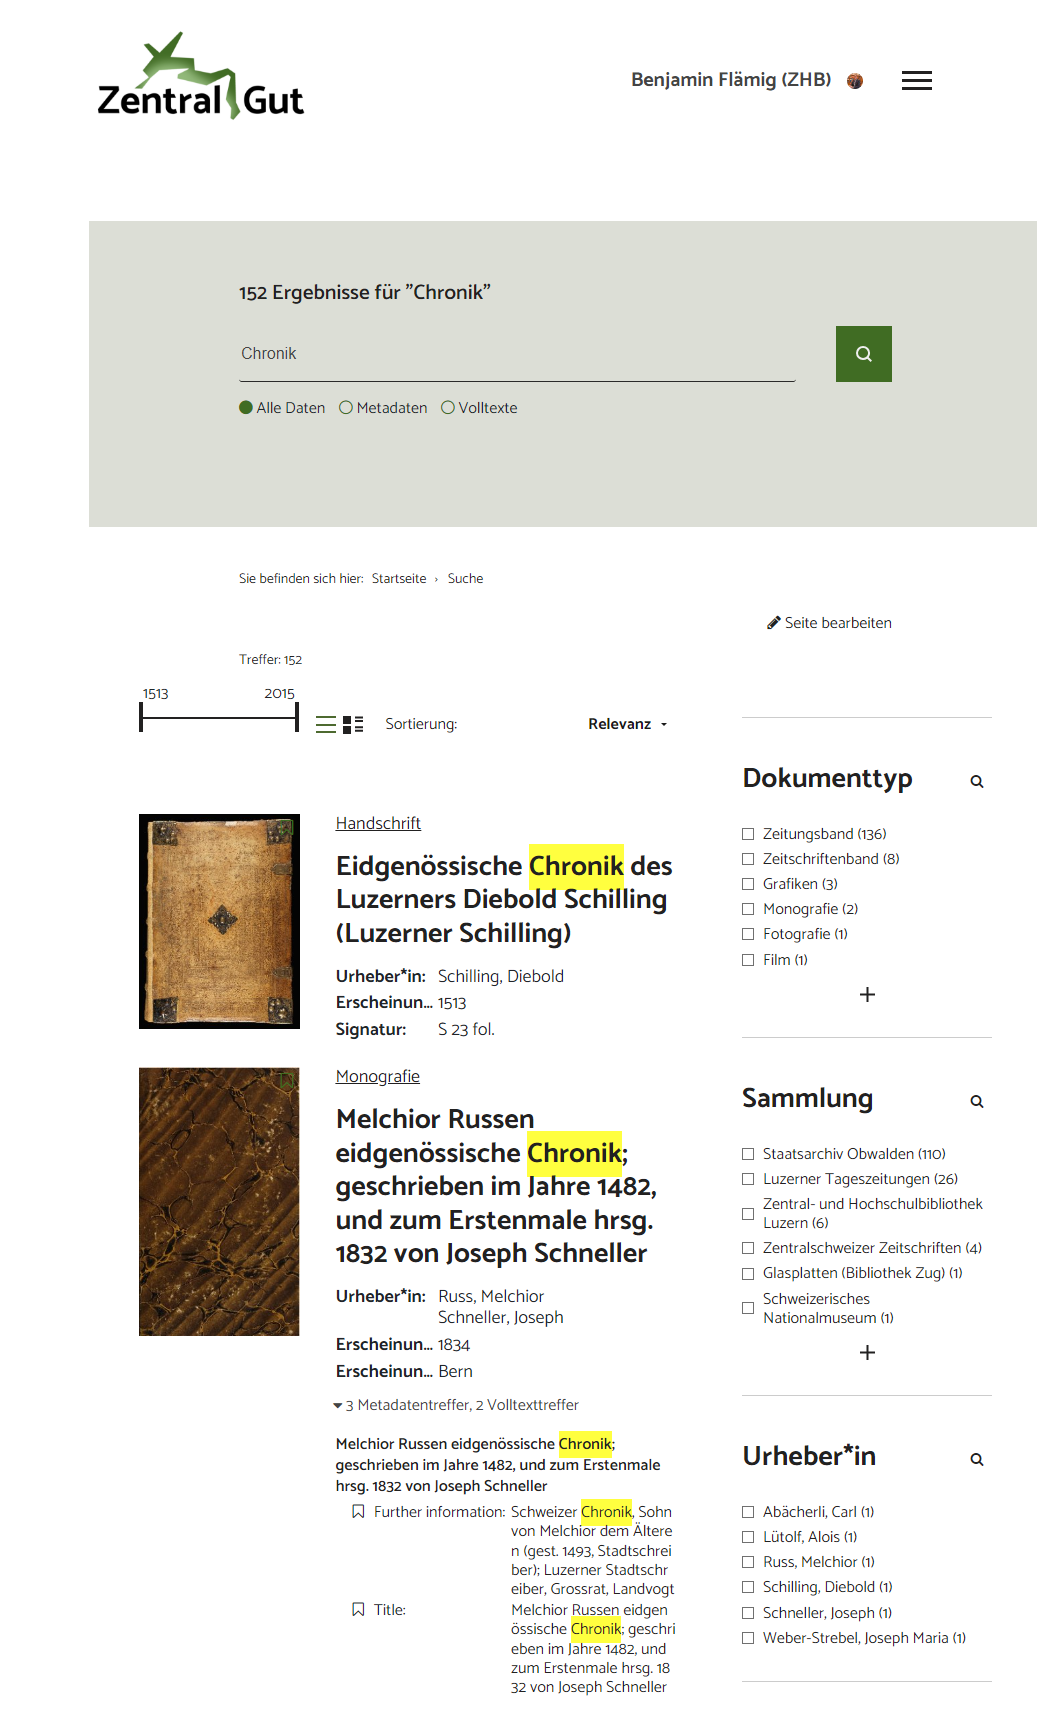 Zentral Gut
Benjamin Flämig (ZHB)
152 Ergebnisse für ”Chronik”
Chronik
Alle Daten Metadaten Volltexte
Sie befinden sich hier: Startseite › Suche
Seite bearbeiten
Treffer: 152
1513 2015
Sortierung: Relevanz
Handschrift
Eidgenössische Chronik des
Luzerners Diebold Schilling
(Luzerner Schilling)
Urheber*in: Schilling, Diebold
Erscheinun... 1513
Signatur: S 23 fol.
Monografie
Melchior Russen
eidgenössische Chronik;
geschrieben im Jahre 1482,
und zum Erstenmale hrsg.
1832 von Joseph Schneller
Urheber*in: Russ, Melchior
Schneller, Joseph
Erscheinun... 1834
Erscheinun... Bern
3 Metadatentreffer, 2 Volltexttreffer
Melchior Russen eidgenössische Chronik;
geschrieben im Jahre 1482, und zum Erstenmale
hrsg. 1832 von Joseph Schneller
Further information: Schweizer Chronik, Sohn
von Melchior dem Ältere
n (gest. 1493, Stadtschrei
ber); Luzerner Stadtschr
eiber, Grossrat, Landvogt
Title: Melchior Russen eidgen
össische Chronik; geschri
eben im Jahre 1482, und
zum Erstenmale hrsg. 18
32 von Joseph Schneller
Dokumenttyp
Zeitungsband (136)
Zeitschriftenband (8)
Grafiken (3)
Monografie (2)
Fotografie (1)
Film (1)
Sammlung
Staatsarchiv Obwalden (110)
Luzerner Tageszeitungen (26)
Zentral- und Hochschulbibliothek
Luzern (6)
Zentralschweizer Zeitschriften (4)
Glasplatten (Bibliothek Zug) (1)
Schweizerisches
Nationalmuseum (1)
Urheber*in
Abächerli, Carl (1)
Lütolf, Alois (1)
Russ, Melchior (1)
Schilling, Diebold (1)
Schneller, Joseph (1)
Weber-Strebel, Joseph Maria (1)